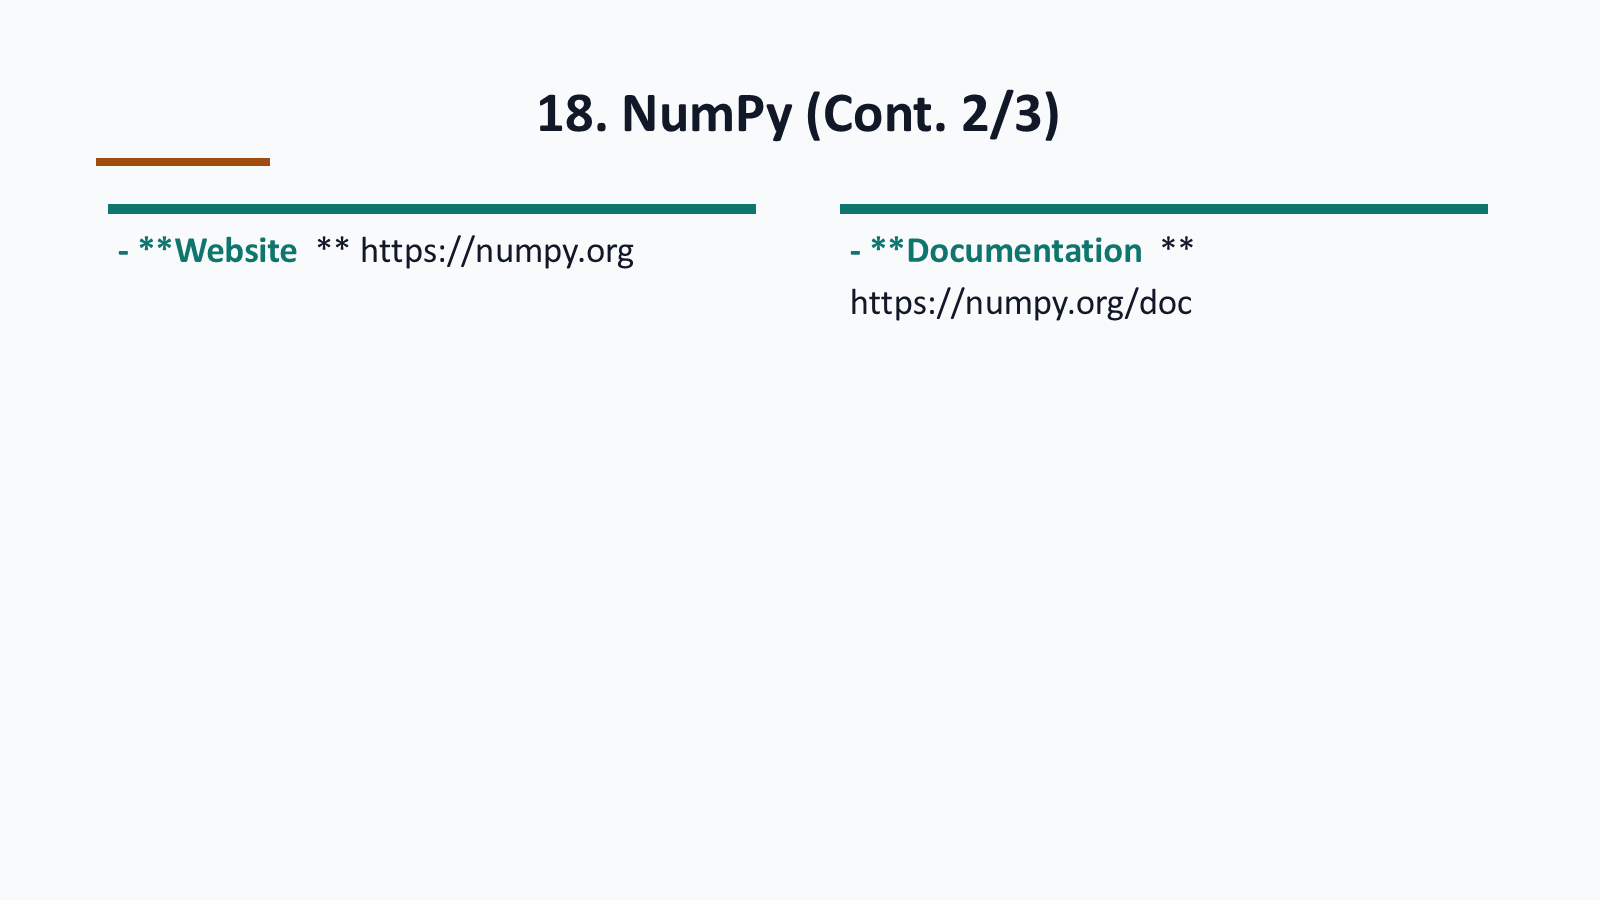 18. NumPy (Cont. 2/3)
- **Website  ** https://numpy.org
- **Documentation  **
https://numpy.org/doc